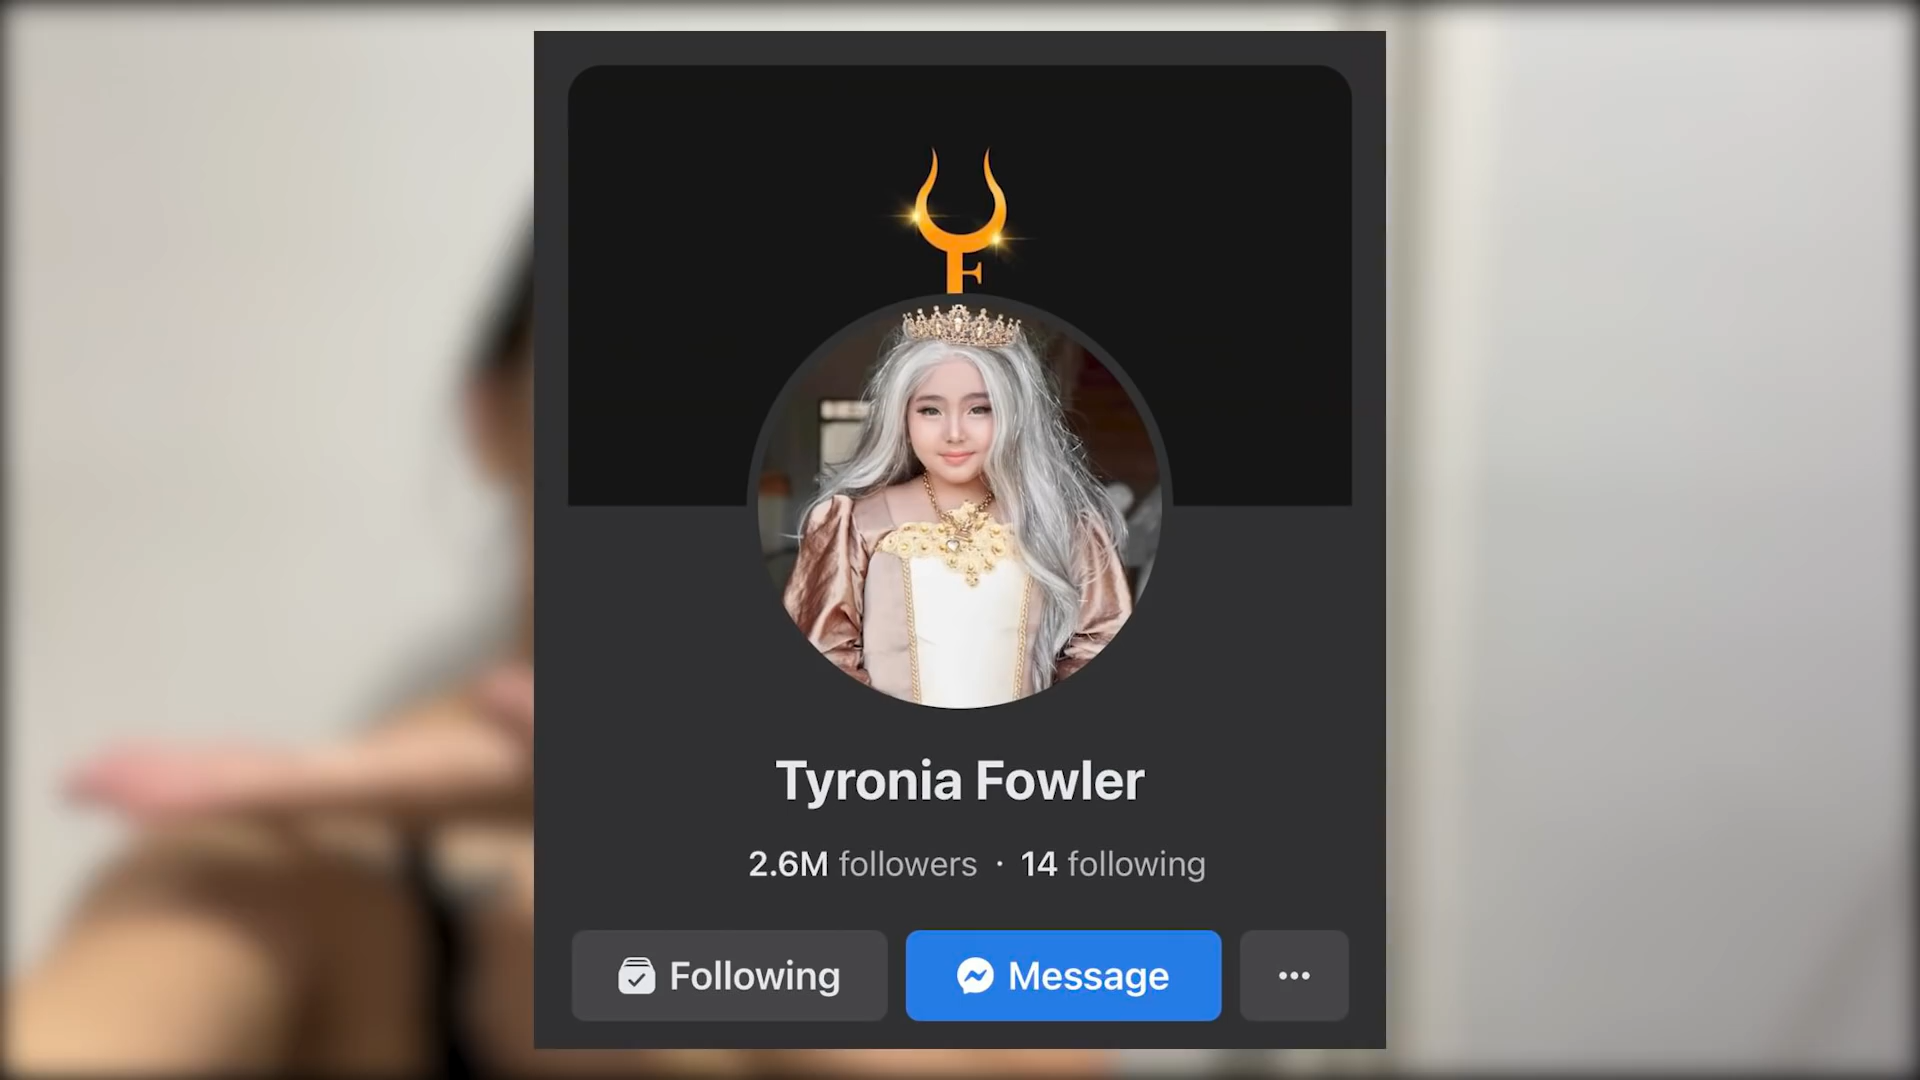 F
Tyronia Fowler
2.6M followers · 14 following
Following
Message